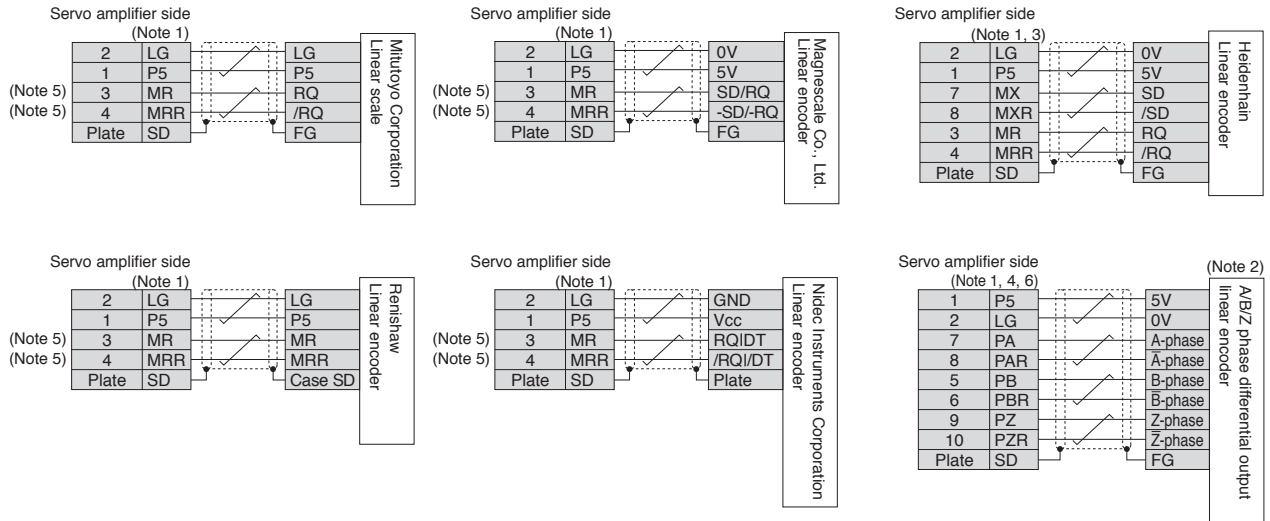 Servo amplifier side
(Note 1)
2 LG LG
1 P5 P5
(Note 5) 3 MR RQ
(Note 5) 4 MRR /RQ
Plate SD FG
Mitutoyo Corporation
Linear scale
Servo amplifier side
(Note 1)
2 LG 0V
1 P5 5V
(Note 5) 3 MR SD/RQ
(Note 5) 4 MRR -SD/-RQ
Plate SD FG
Magnescale Co., Ltd.
Linear encoder
Servo amplifier side
(Note 1, 3)
2 LG 0V
1 P5 5V
7 MX SD
8 MXR /SD
3 MR RQ
4 MRR /RQ
Plate SD FG
Heidenhain
Linear encoder
Servo amplifier side
(Note 1)
2 LG LG
1 P5 P5
(Note 5) 3 MR MR
(Note 5) 4 MRR MRR
Plate SD Case SD
Renishaw
Linear encoder
Servo amplifier side
(Note 1)
2 LG GND
1 P5 Vcc
(Note 5) 3 MR RQIDT
(Note 5) 4 MRR /RQI/DT
Plate SD Plate
Nidec Instruments Corporation
Linear encoder
Servo amplifier side
(Note 1, 4, 6)
(Note 2)
1 P5 5V
2 LG 0V
7 PA A-phase
8 PAR A̅-phase
5 PB B-phase
6 PBR B̅-phase
9 PZ Z-phase
10 PZR Z̅-phase
Plate SD FG
A/B/Z phase differential output
linear encoder